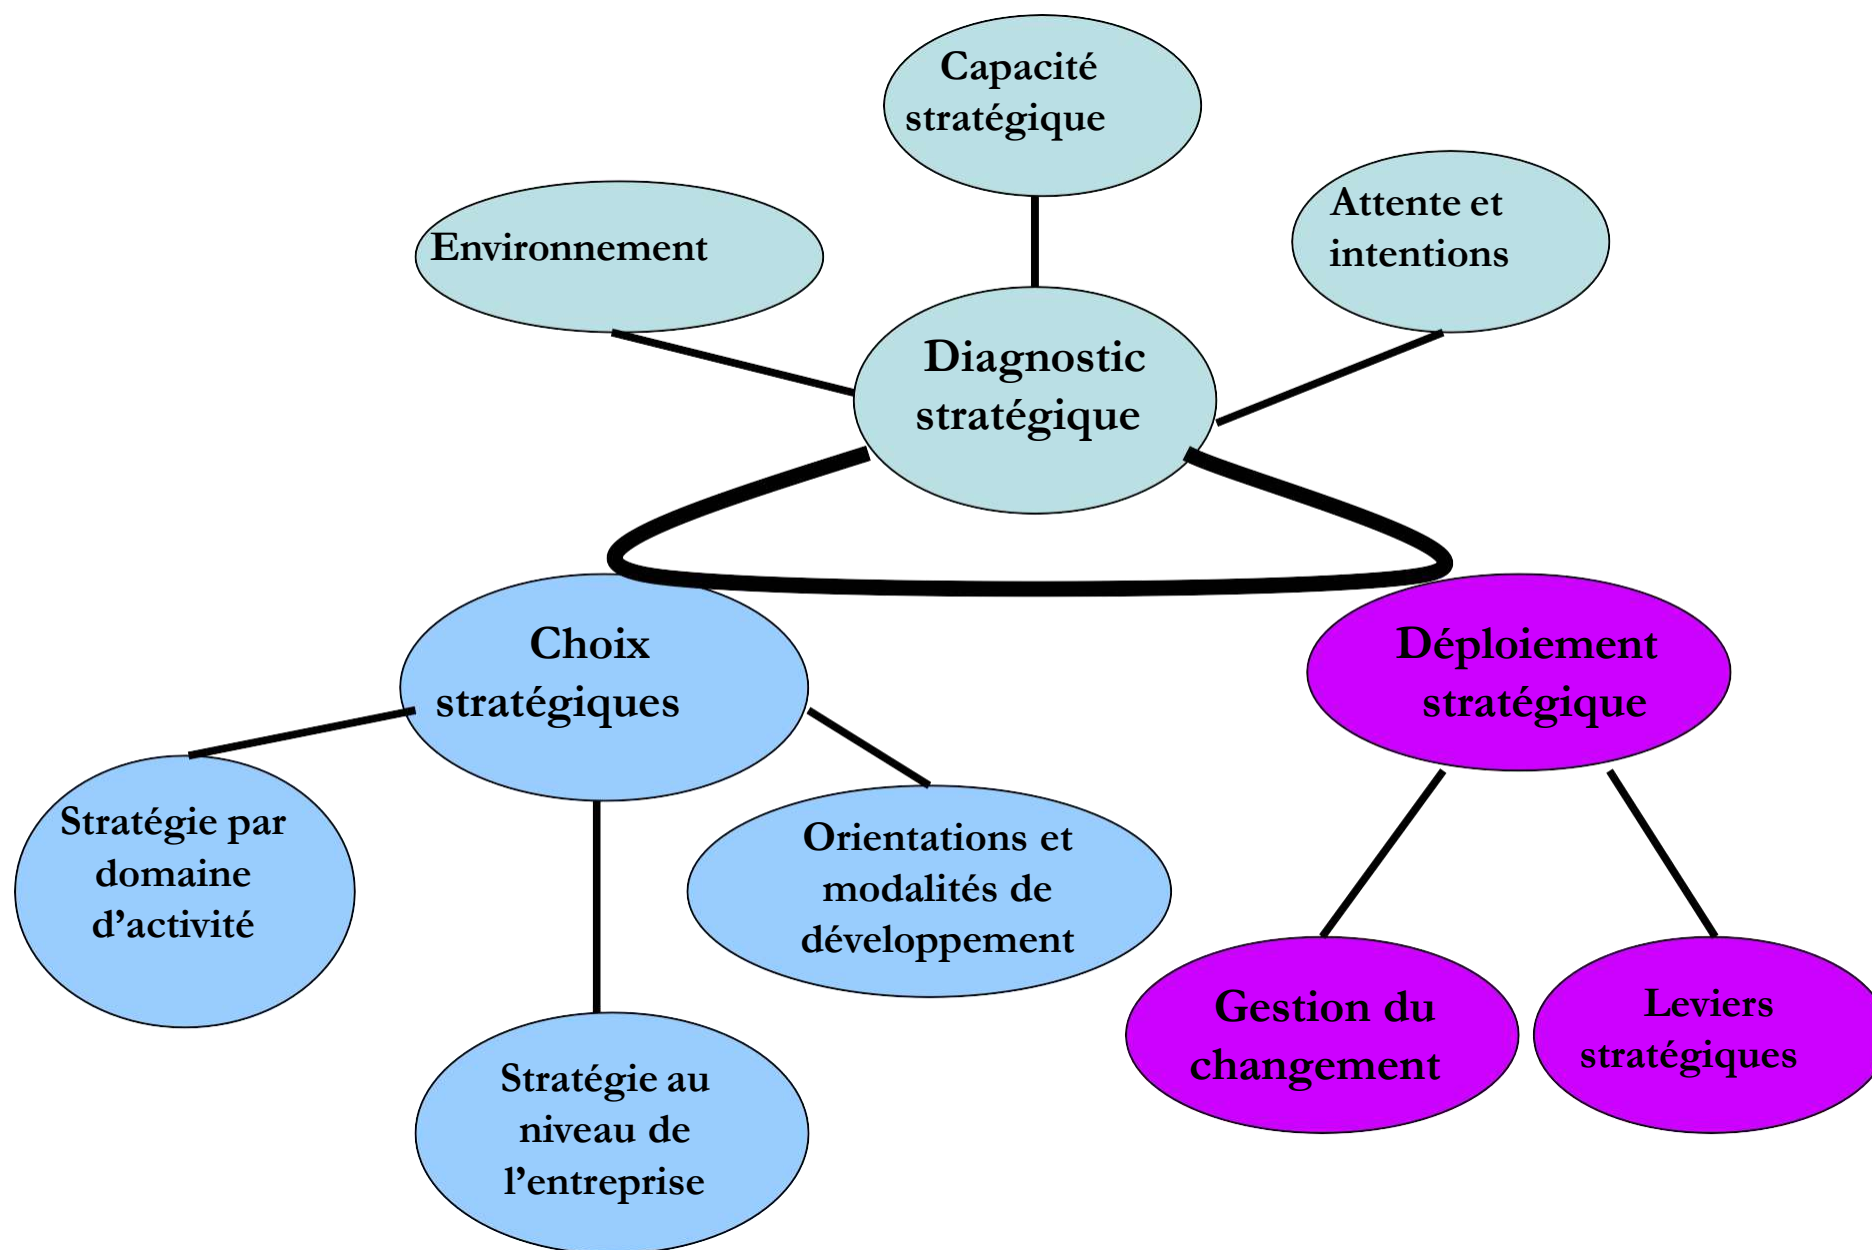 Capacité
stratégique
Attente et
intentions
Environnement
Diagnostic
stratégique
Choix
stratégiques
Déploiement
stratégique
Stratégie par
domaine
d’activité
Orientations et
modalités de
développement
Gestion du
changement
Leviers
stratégiques
Stratégie au
niveau de
l’entreprise